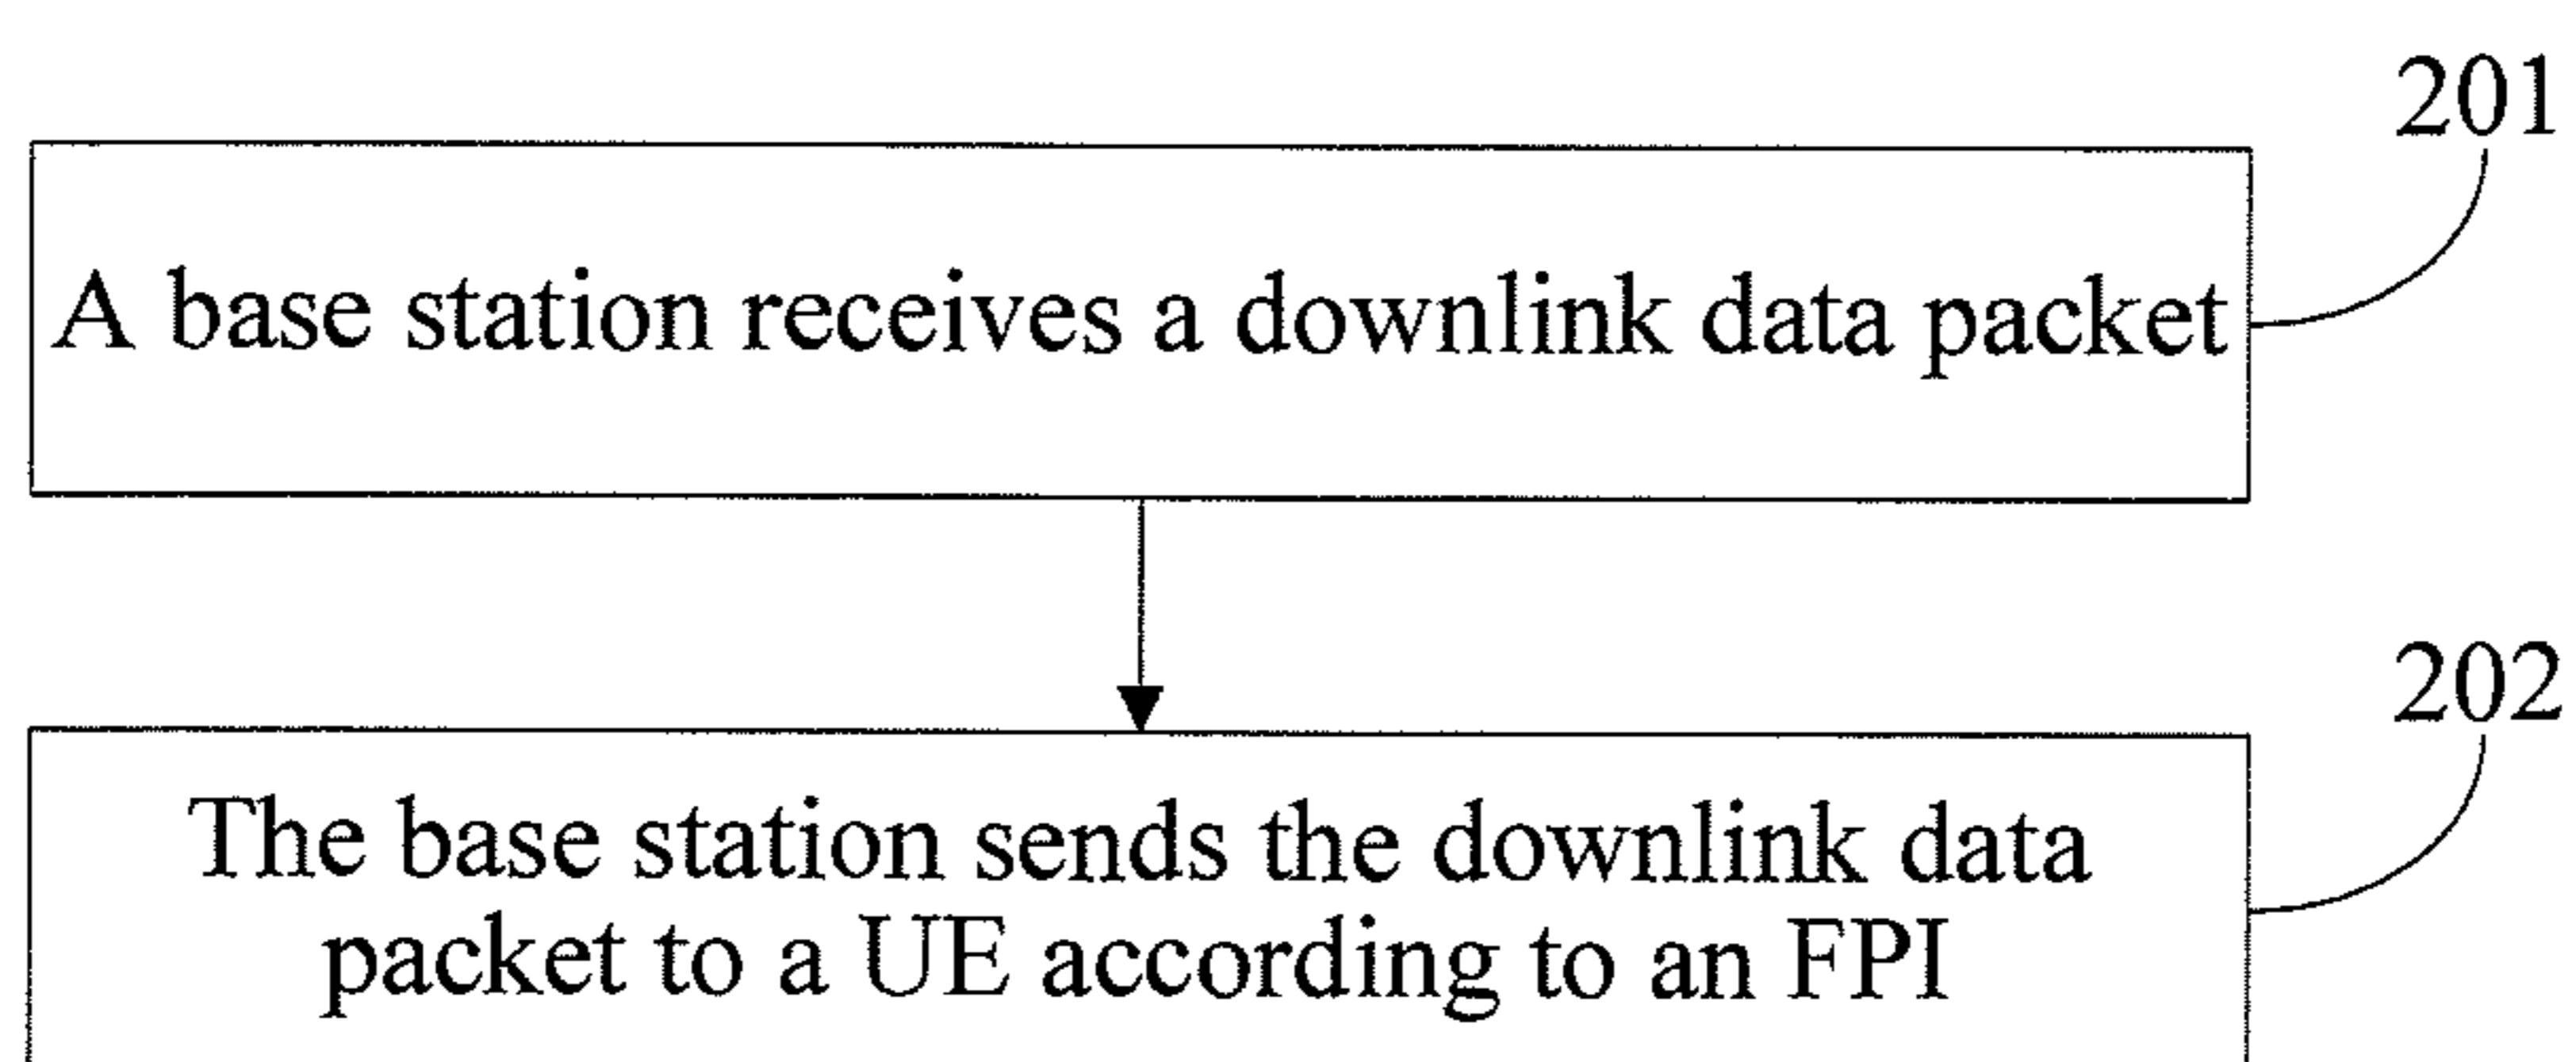 201
A base station receives a downlink data packet
202
The base station sends the downlink data
packet to a UE according to an FPI